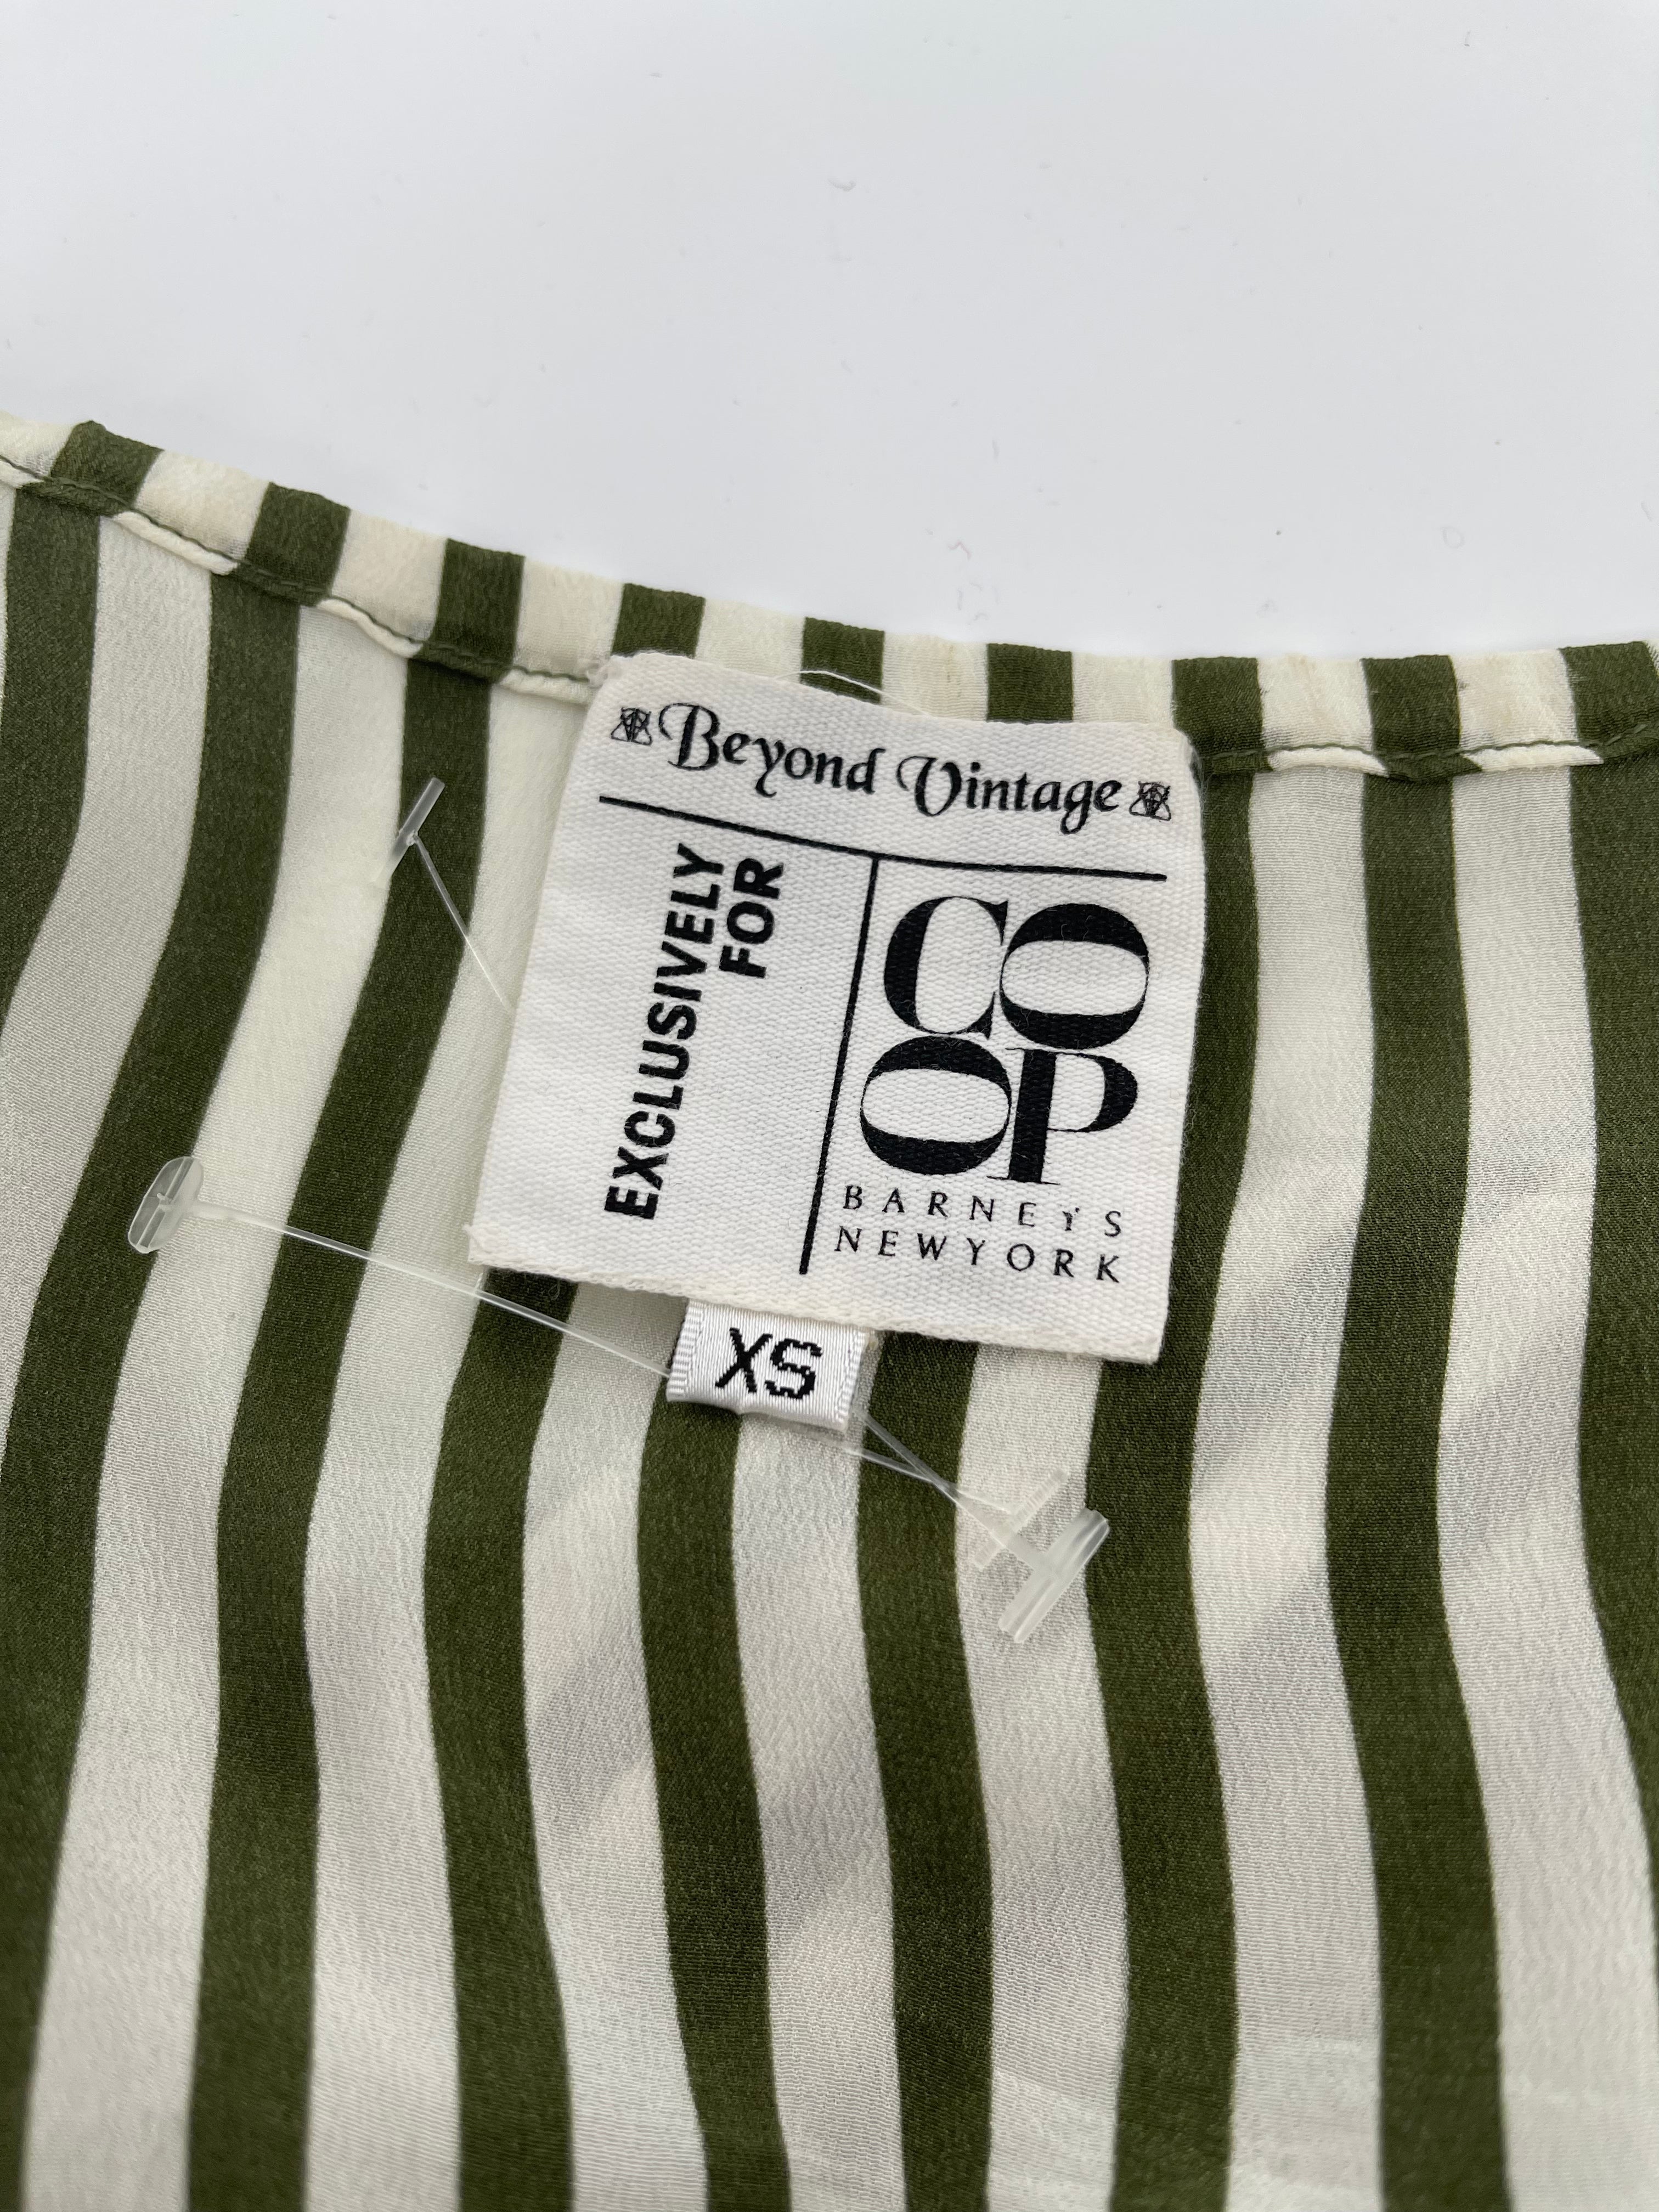 Beyond Vintage
EXCLUSIVELY
FOR
CO
OP
BARNEYS
NEWYORK
XS